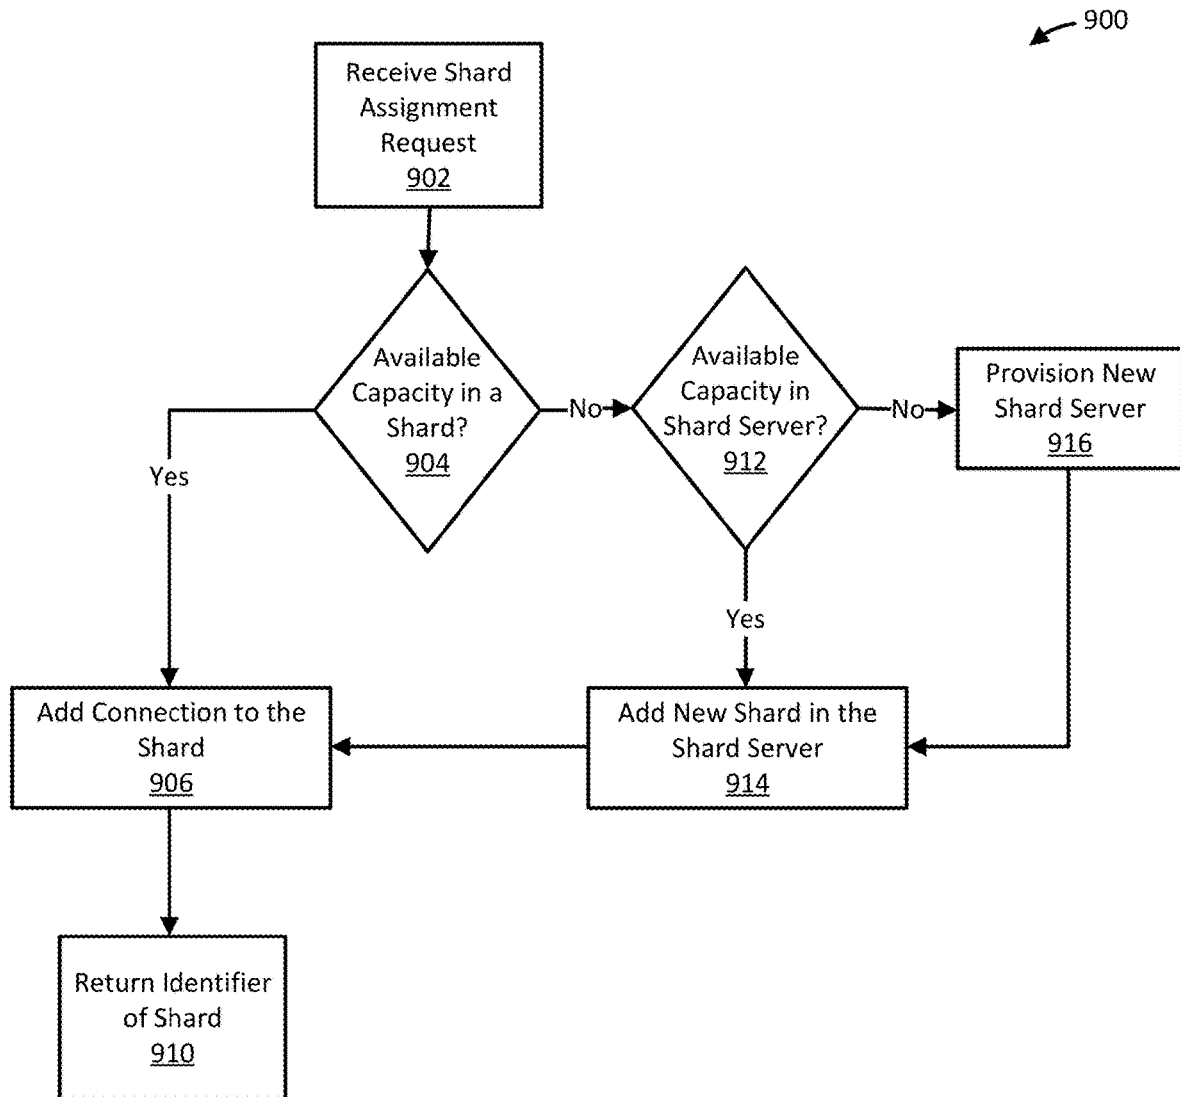 900
Receive Shard
Assignment
Request
902
Available
Capacity in a
Shard?
904
No
Available
Capacity in
Shard Server?
912
No
Provision New
Shard Server
916
Yes
Yes
Add Connection to the
Shard
906
Add New Shard in the
Shard Server
914
Return Identifier
of Shard
910